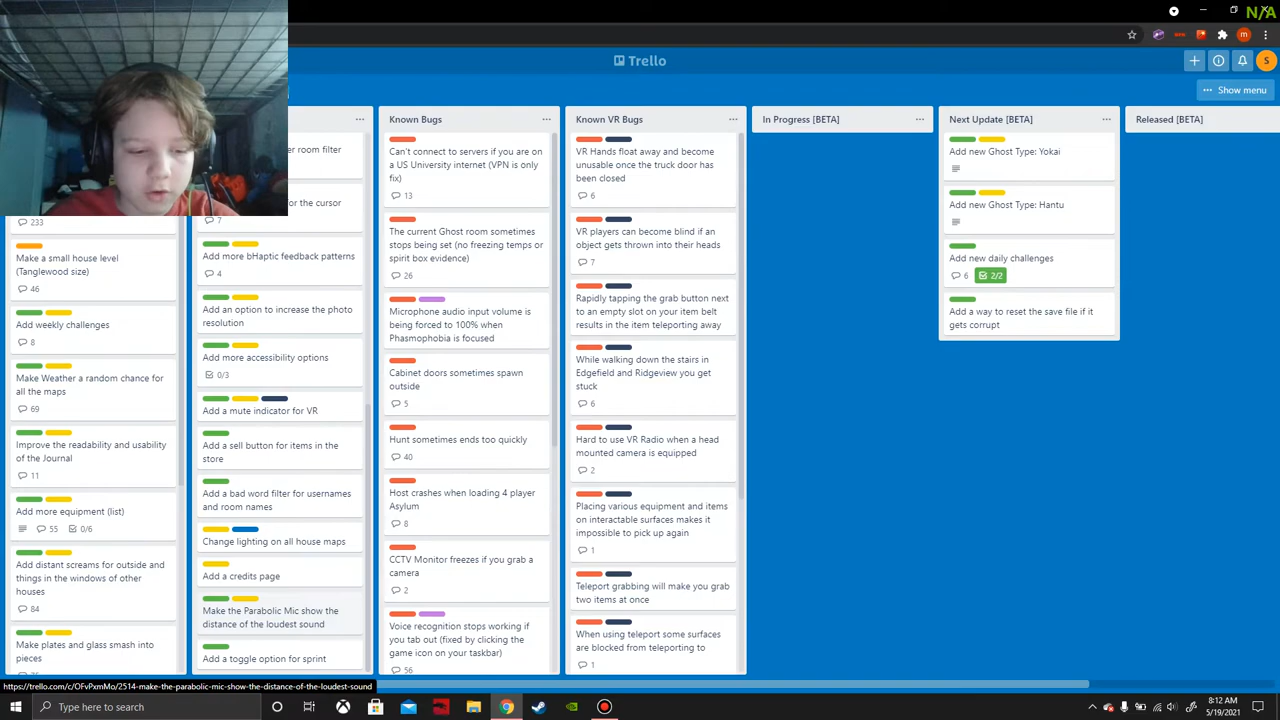 N/A
Trello
S
Show menu
233
Make a small house level
(Tanglewood size)
46
Add weekly challenges
8
Make Weather a random chance for
all the maps
69
Improve the readability and usability
of the Journal
11
Add more equipment (list)
55 0/6
Add distant screams for outside and
things in the windows of other
houses
84
Make plates and glass smash into
pieces
er room filter
for the cursor
7
Add more bHaptic feedback patterns
4
Add an option to increase the photo
resolution
Add more accessibility options
0/3
Add a mute indicator for VR
Add a sell button for items in the
store
Add a bad word filter for usernames
and room names
Change lighting on all house maps
Add a credits page
Make the Parabolic Mic show the
distance of the loudest sound
Add a toggle option for sprint
Known Bugs
Can't connect to servers if you are on
a US University internet (VPN is only
fix)
13
The current Ghost room sometimes
stops being set (no freezing temps or
spirit box evidence)
26
Microphone audio input volume is
being forced to 100% when
Phasmophobia is focused
Cabinet doors sometimes spawn
outside
5
Hunt sometimes ends too quickly
40
Host crashes when loading 4 player
Asylum
8
CCTV Monitor freezes if you grab a
camera
2
Voice recognition stops working if
you tab out (fixed by clicking the
game icon on your taskbar)
56
Known VR Bugs
VR Hands float away and become
unusable once the truck door has
been closed
6
VR players can become blind if an
object gets thrown into their heads
7
Rapidly tapping the grab button next
to an empty slot on your item belt
results in the item teleporting away
While walking down the stairs in
Edgefield and Ridgeview you get
stuck
6
Hard to use VR Radio when a head
mounted camera is equipped
2
Placing various equipment and items
on interactable surfaces makes it
impossible to pick up again
1
Teleport grabbing will make you grab
two items at once
When using teleport some surfaces
are blocked from teleporting to
1
In Progress [BETA]
Next Update [BETA]
Add new Ghost Type: Yokai
Add new Ghost Type: Hantu
Add new daily challenges
6 2/2
Add a way to reset the save file if it
gets corrupt
Released [BETA]
https://trello.com/c/OFvPxmMo/2514-make-the-parabolic-mic-show-the-distance-of-the-loudest-sound
Type here to search
8:12 AM
5/19/2021